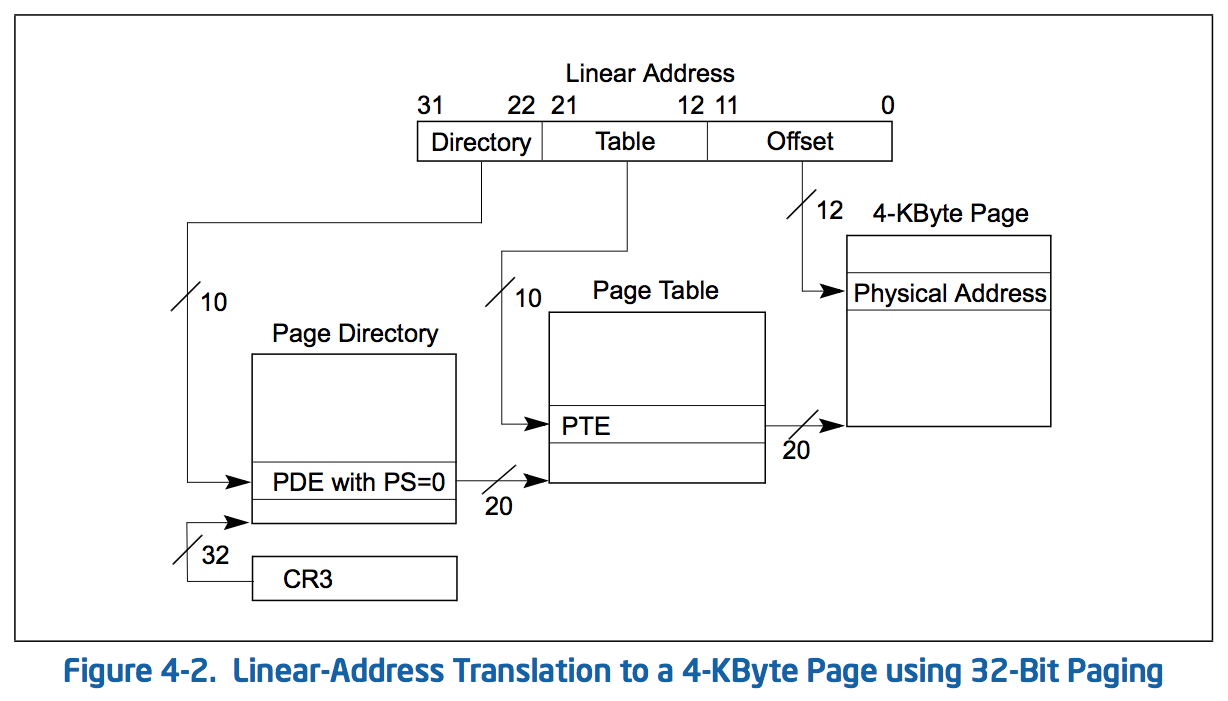 Linear Address
31 22 21 12 11 0
Directory Table Offset
12
4-KByte Page
10
10
Page Table
Physical Address
Page Directory
PTE
20
PDE with PS=0
20
32
CR3
Figure 4-2. Linear-Address Translation to a 4-KByte Page using 32-Bit Paging